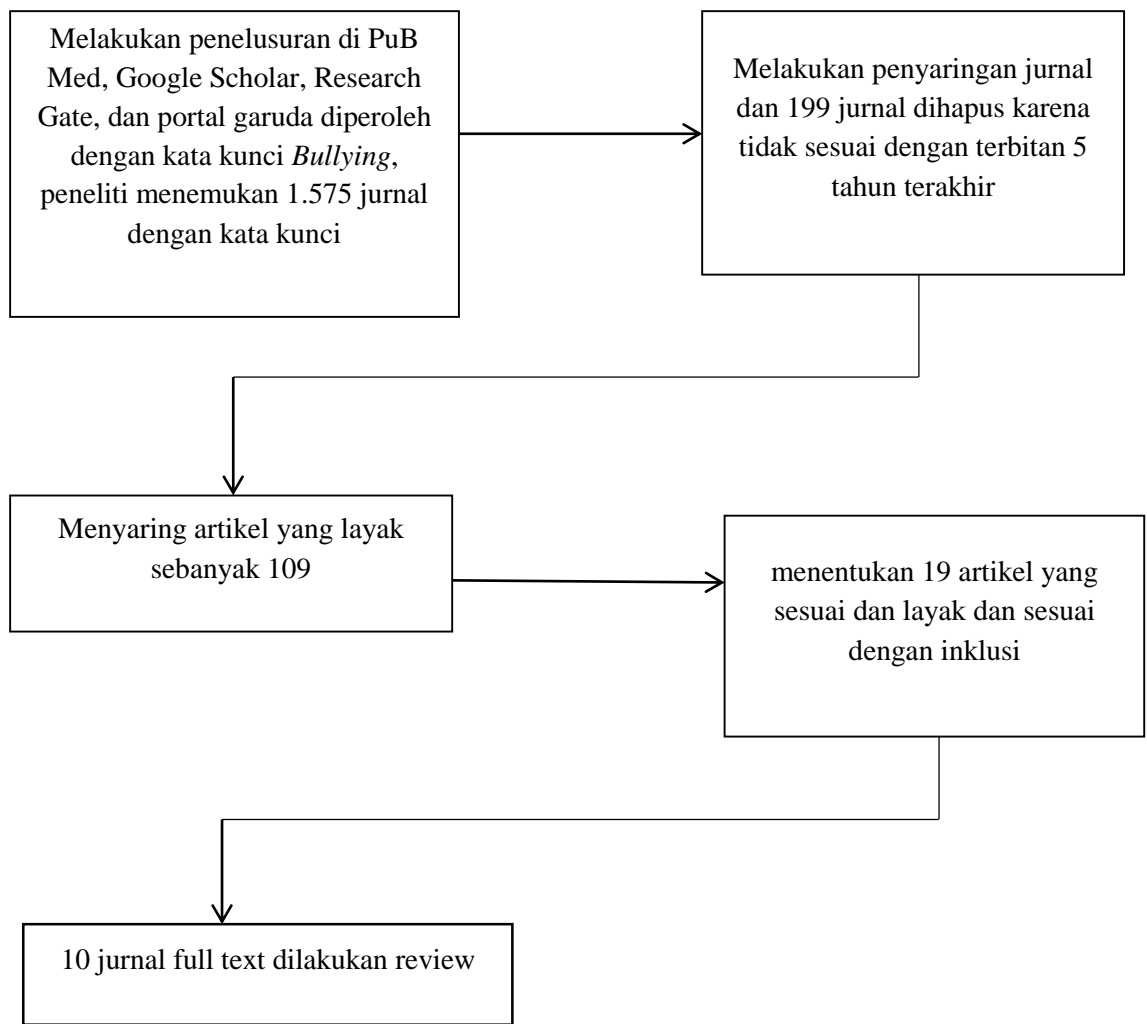 Melakukan penelusuran di PuB
Med, Google Scholar, Research
Gate, dan portal garuda diperoleh
dengan kata kunci Bullying,
peneliti menemukan 1.575 jurnal
dengan kata kunci
Melakukan penyaringan jurnal
dan 199 jurnal dihapus karena
tidak sesuai dengan terbitan 5
tahun terakhir
Menyaring artikel yang layak
sebanyak 109
menentukan 19 artikel yang
sesuai dan layak dan sesuai
dengan inklusi
10 jurnal full text dilakukan review